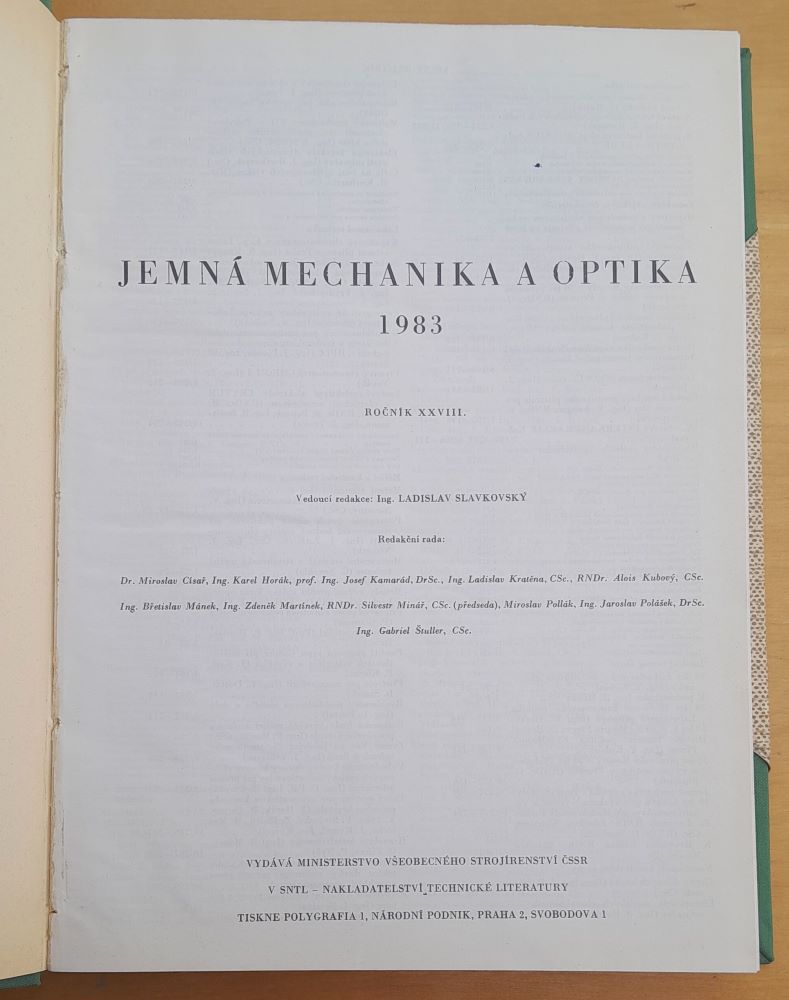 JEMNÁ MECHANIKA A OPTIKA
1983
ROČNÍK XXVIII.
Vedoucí redakce: Ing. LADISLAV SLAVKOVSKÝ
Redakční rada:
Dr. Miroslav Císař, Ing. Karel Horák, prof. Ing. Josef Kamarád, DrSc., Ing. Ladislav Kratěna, CSc., RNDr. Alois Kubový, CSc.
Ing. Břetislav Mánek, Ing. Zdeněk Martínek, RNDr. Silvestr Minář, CSc. (předseda), Miroslav Pollák, Ing. Jaroslav Polášek, DrSc.
Ing. Gabriel Štuller, CSc.
VYDÁVÁ MINISTERSTVO VŠEOBECNÉHO STROJÍRENSTVÍ ČSSR
V SNTL – NAKLADATELSTVÍ TECHNICKÉ LITERATURY
TISKNE POLYGRAFIA 1, NÁRODNÍ PODNIK, PRAHA 2, SVOBODOVA 1